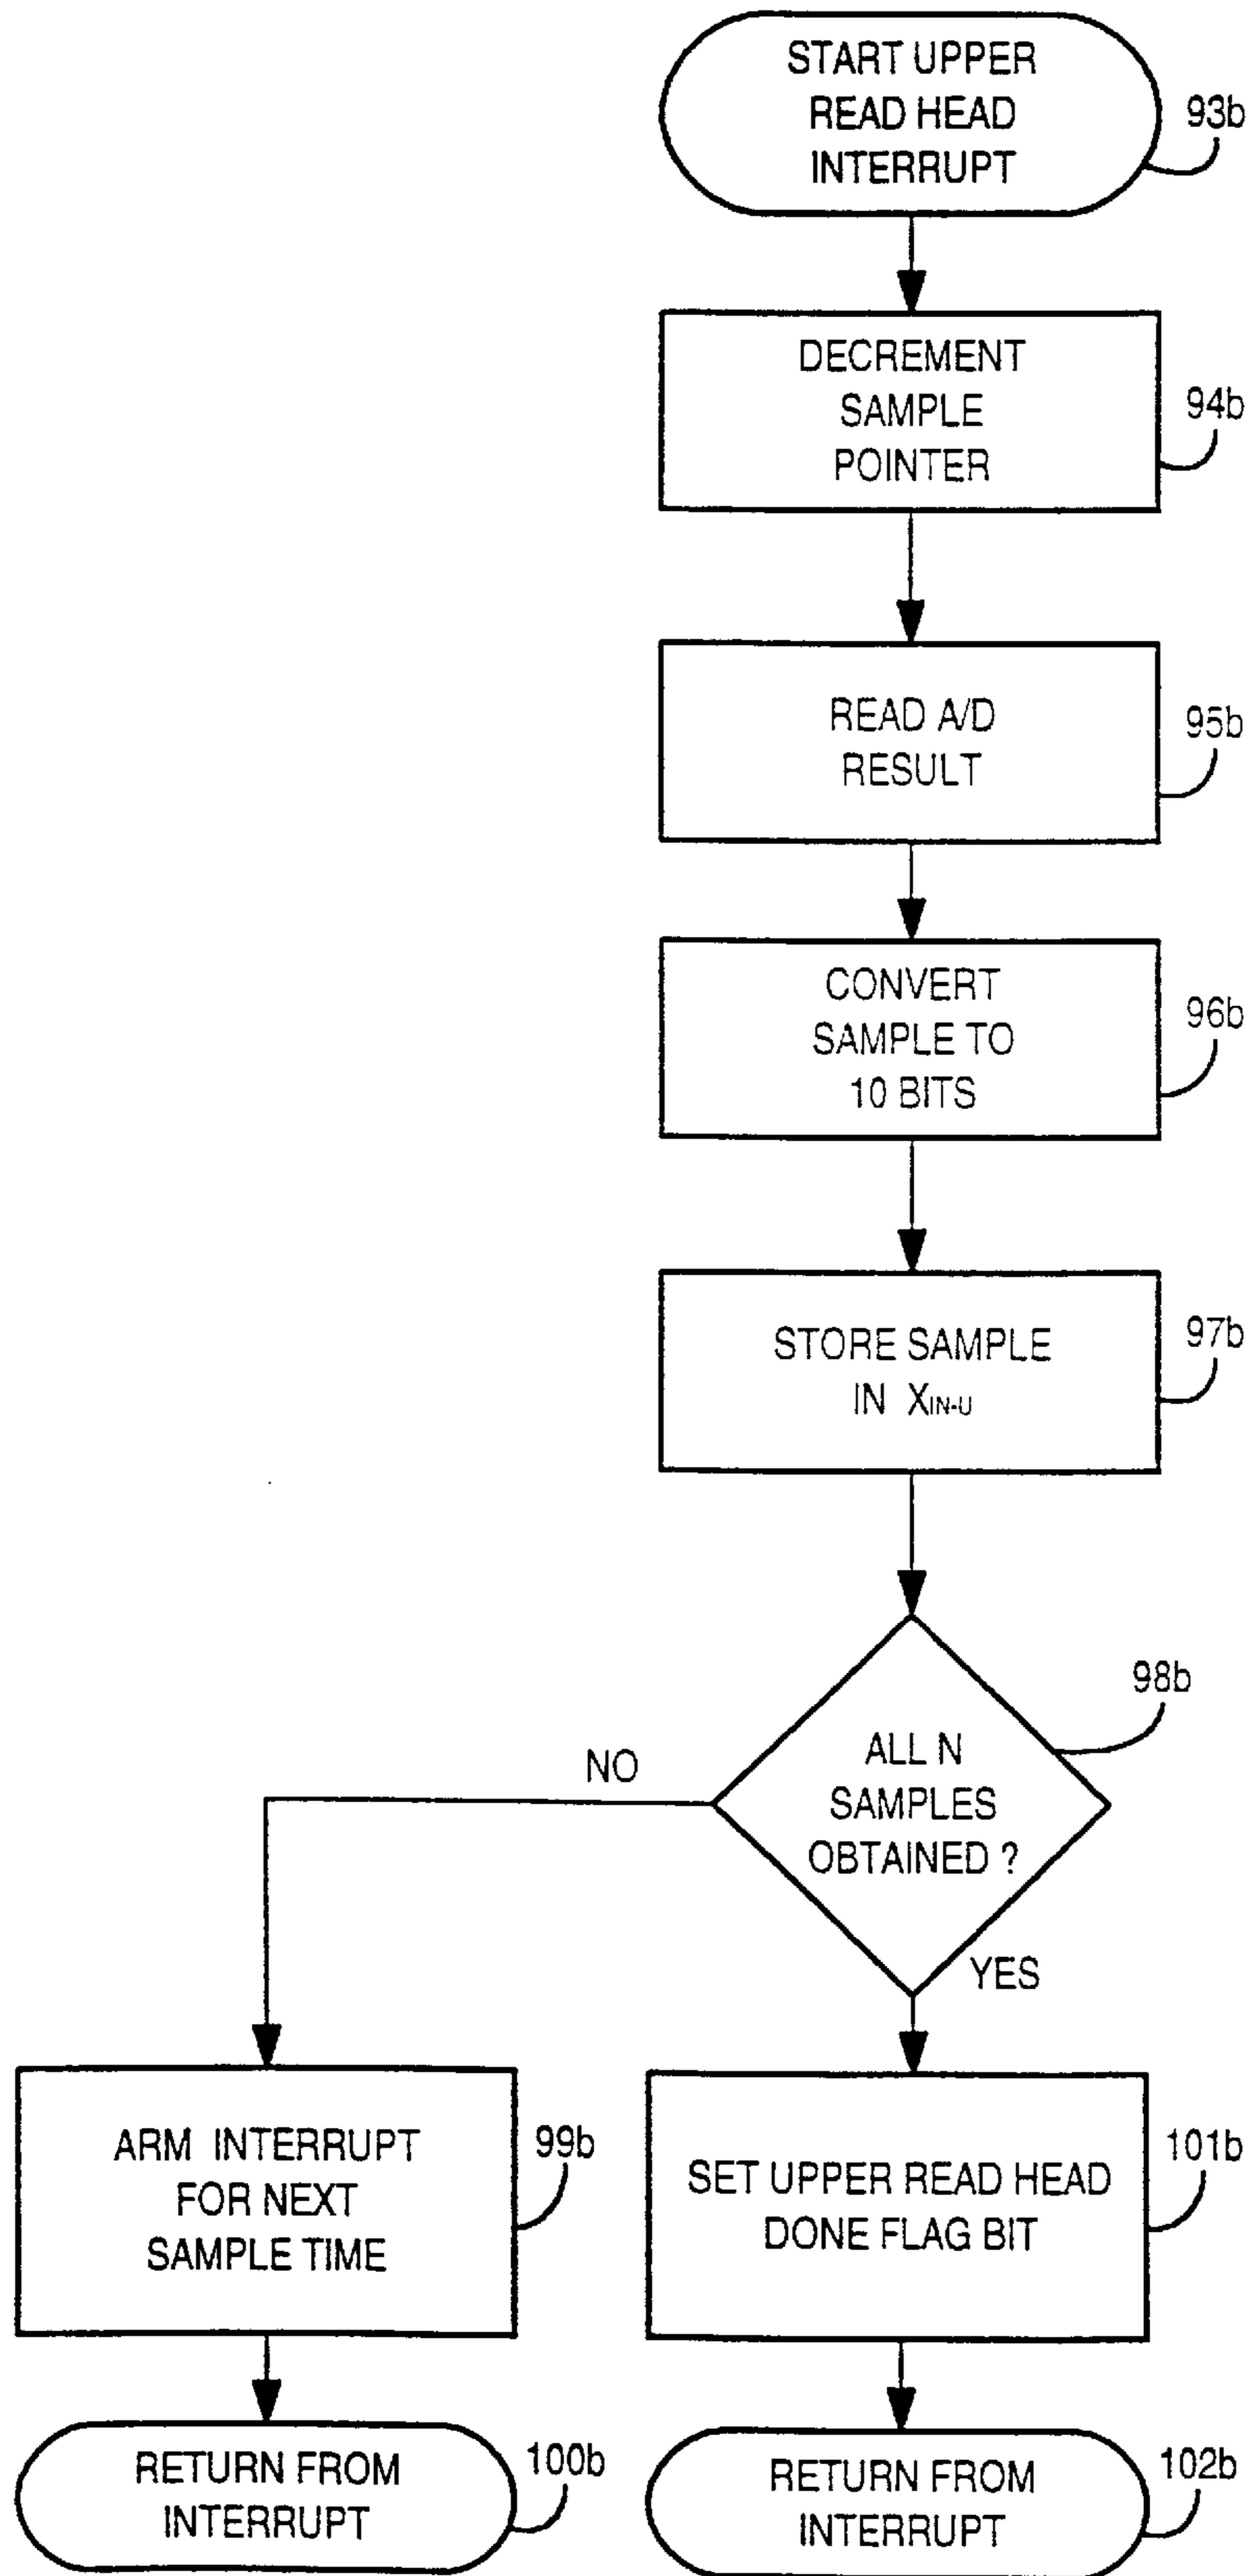 START UPPER
READ HEAD
INTERRUPT
93b
DECREMENT
SAMPLE
POINTER
94b
READ A/D
RESULT
95b
CONVERT
SAMPLE TO
10 BITS
96b
STORE SAMPLE
IN XIN-U
97b
ALL N
SAMPLES
OBTAINED ?
98b
NO
YES
ARM INTERRUPT
FOR NEXT
SAMPLE TIME
99b
SET UPPER READ HEAD
DONE FLAG BIT
101b
RETURN FROM
INTERRUPT
100b
RETURN FROM
INTERRUPT
102b